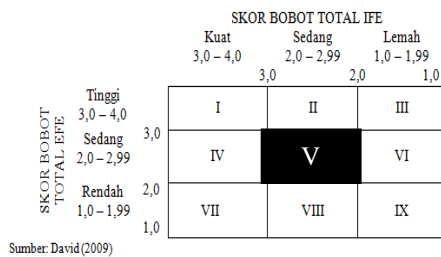 SKOR BOBOT TOTAL IFE
Kuat Sedang Lemah
3,0 – 4,0 2,0 – 2,99 1,0 – 1,99
3,0 2,0 1,0
SKOR BOBOT
TOTAL EFE
Tinggi
3,0 – 4,0
I II III
3,0
Sedang
2,0 – 2,99
IV V VI
2,0
Rendah
1,0 – 1,99
VII VIII IX
1,0
Sumber: David (2009)